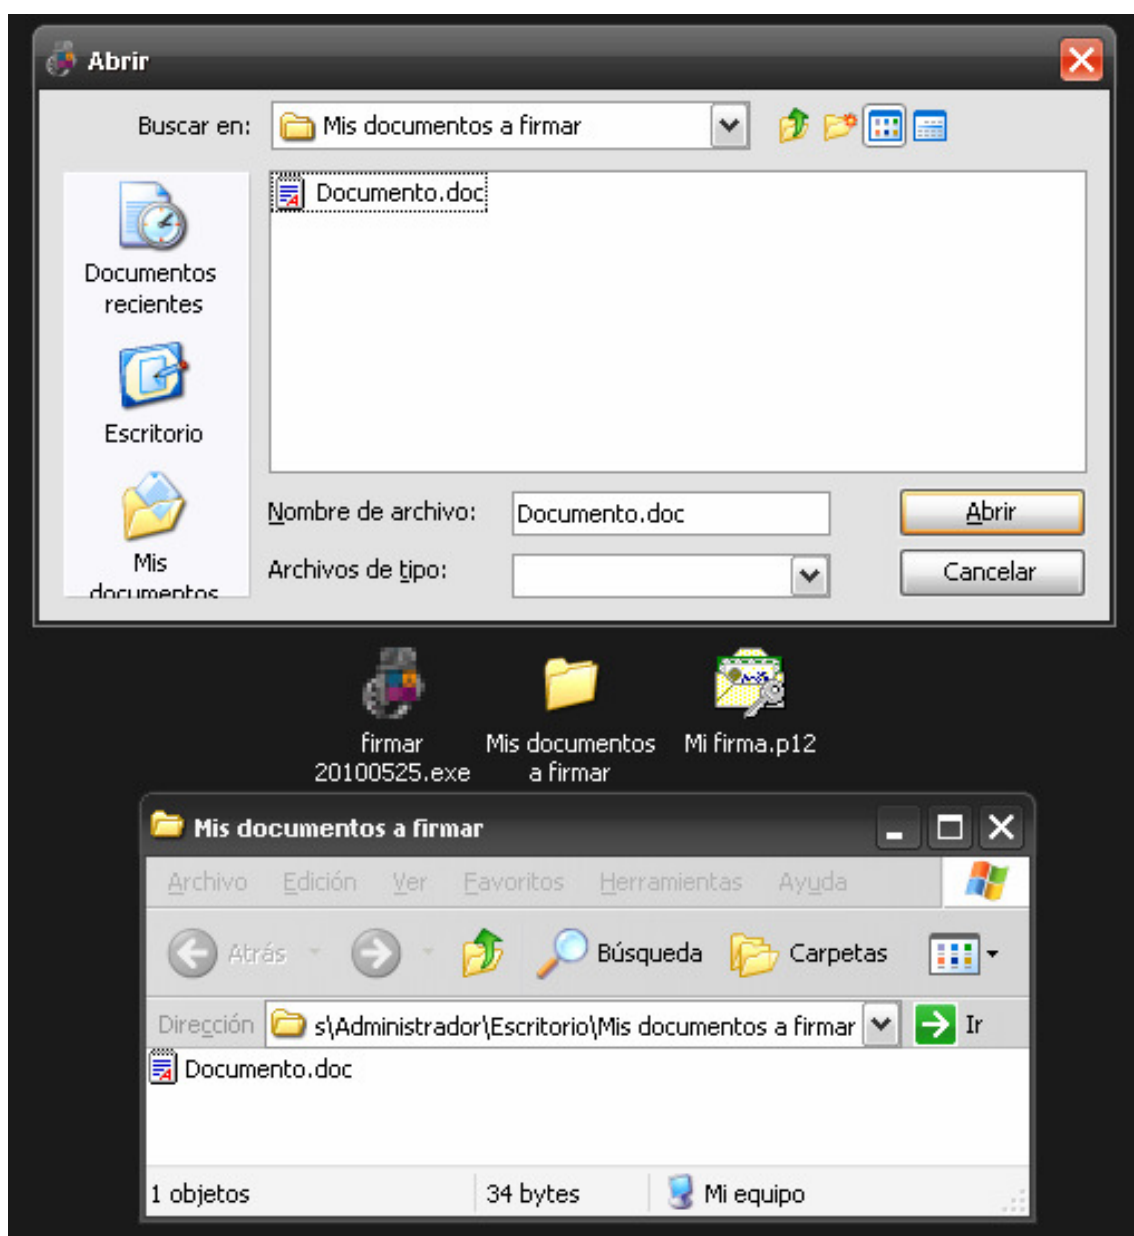 Abrir
Buscar en:
Mis documentos a firmar
Documento.doc
Documentos
recientes
Escritorio
Mis
documentos
Nombre de archivo:
Documento.doc
Abrir
Archivos de tipo:
Cancelar
firmar
20100525.exe
Mis documentos
a firmar
Mi firma.p12
Mis documentos a firmar
Archivo Edición Ver Favoritos Herramientas Ayuda
Atrás Búsqueda Carpetas
Dirección s\Administrador\Escritorio\Mis documentos a firmar Ir
Documento.doc
1 objetos 34 bytes Mi equipo